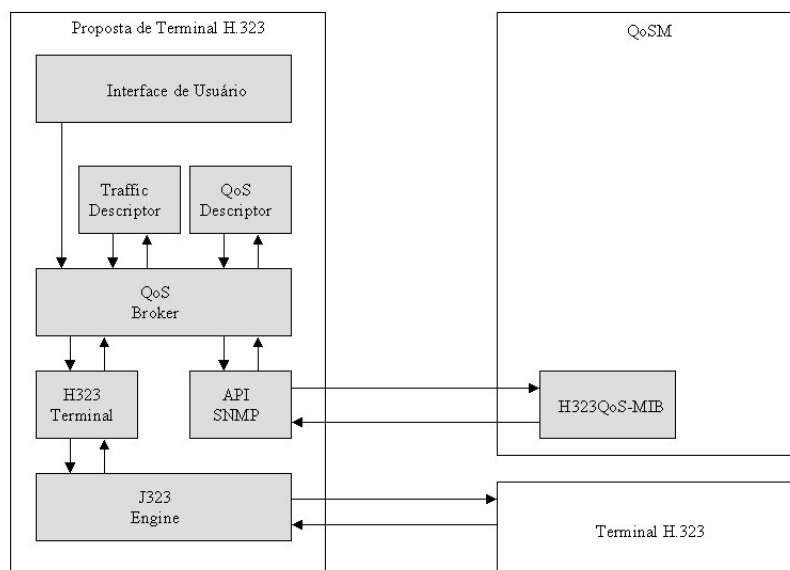 Proposta de Terminal H.323
QoSM
Interface de Usuário
Traffic
Descriptor
QoS
Descriptor
QoS
Broker
H323
Terminal
API
SNMP
H323QoS-MIB
J323
Engine
Terminal H.323